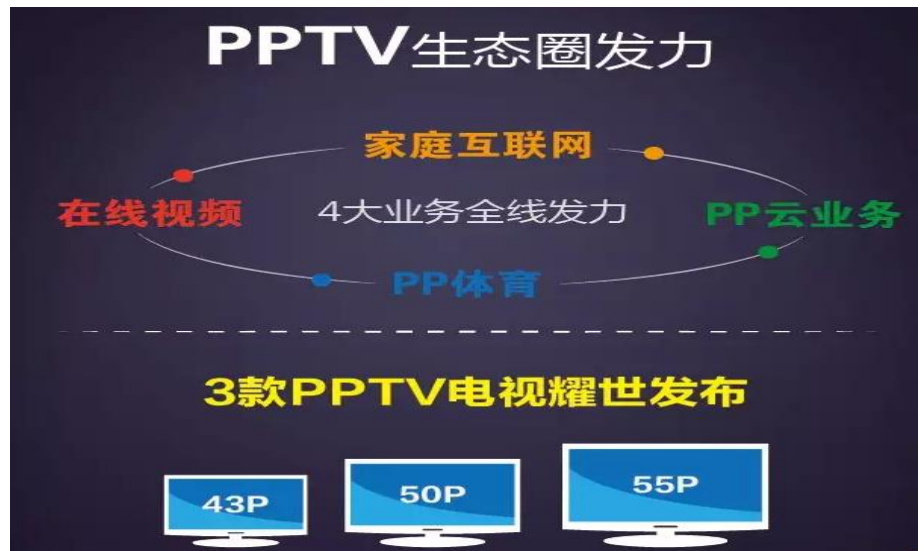 PPTV生态圈发力
家庭互联网
在线视频
4大业务全线发力
PP云业务
PP体育
3款PPTV电视耀世发布
43P
50P
55P